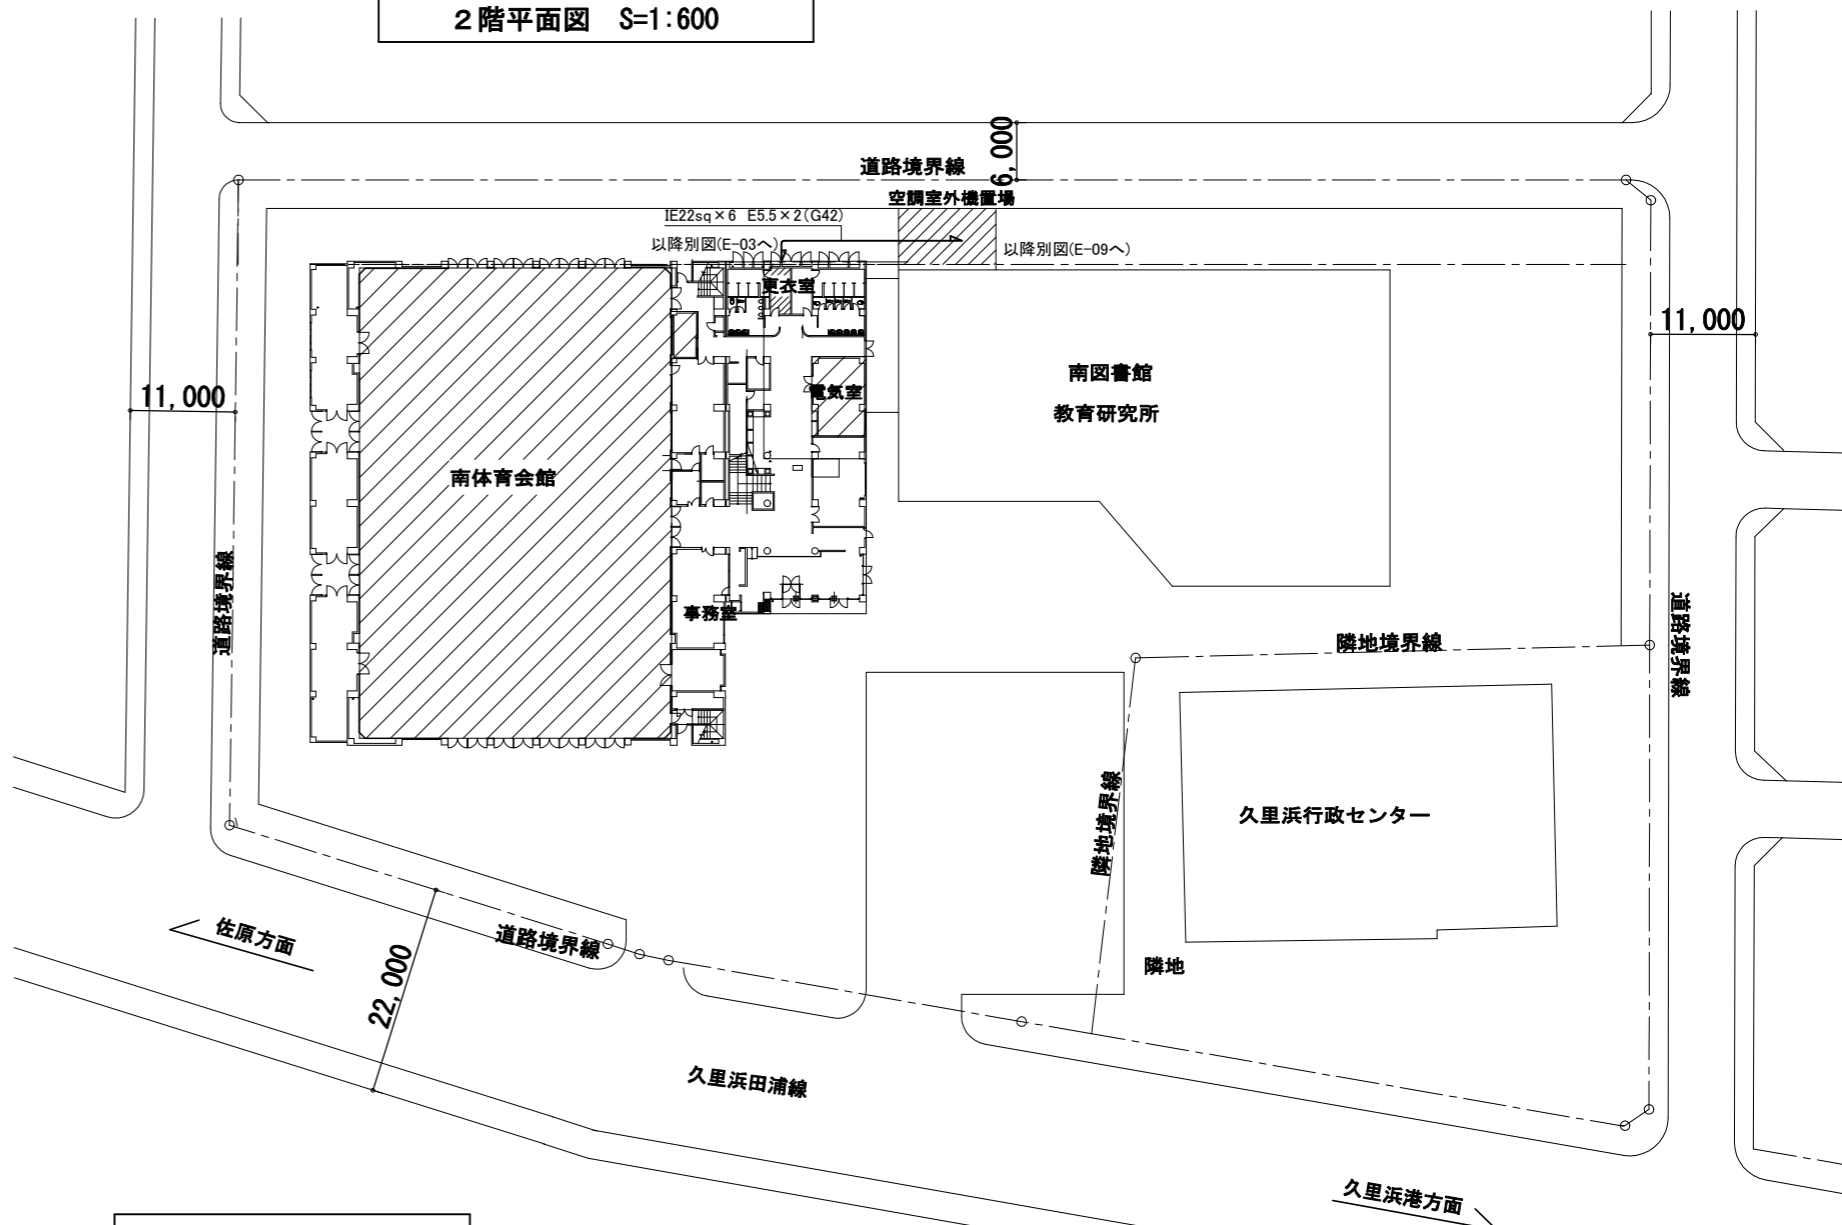 ２階平面図 S=1:600
6,000
道路境界線
空調室外機置場
IE22sq×6 E5.5×2(G42)
以降別図(E-03へ)
以降別図(E-09へ)
更衣室
11,000
南図書館
教育研究所
電気室
11,000
南体育会館
道路境界線
事務室
道路境界線
隣地境界線
隣地境界線
久里浜行政センター
佐原方面
道路境界線
隣地
22,000
久里浜田浦線
久里浜港方面